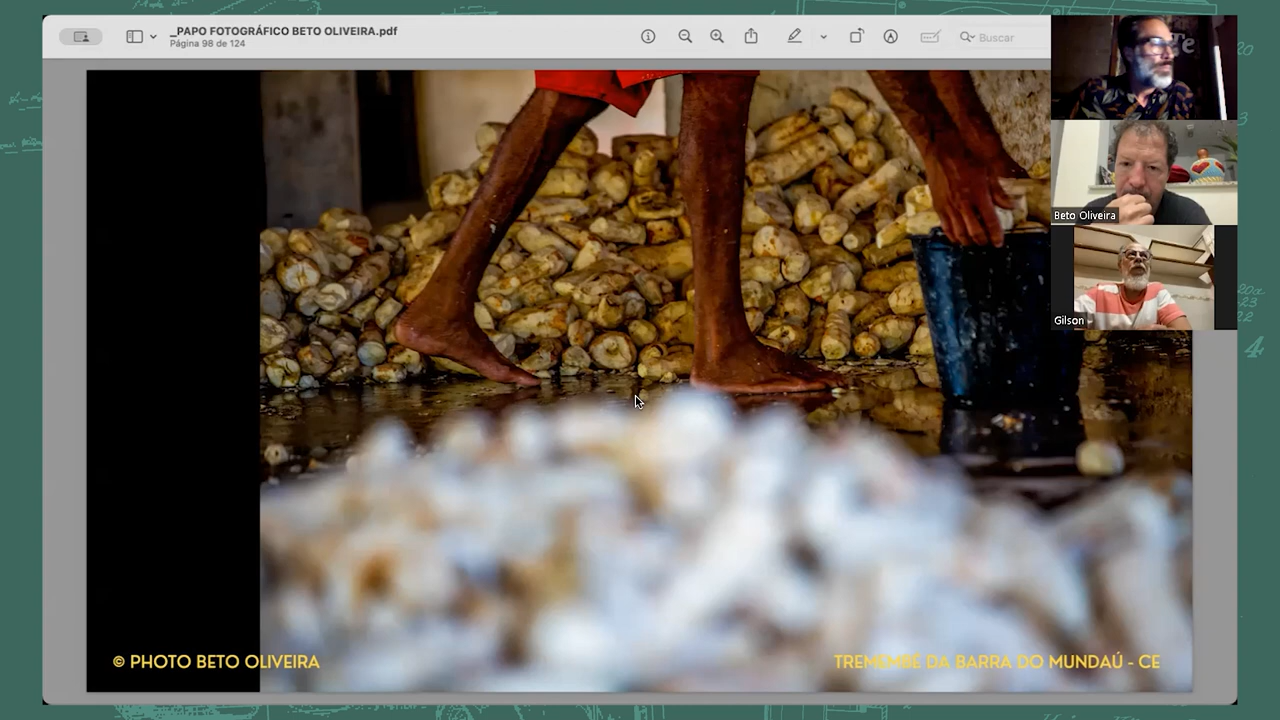 _PAPO FOTOGRÁFICO BETO OLIVEIRA.pdf
Página 98 de 124
Buscar
Te
Beto Oliveira
Gilson
© PHOTO BETO OLIVEIRA
TREMEMBÉ DA BARRA DO MUNDAÚ - CE